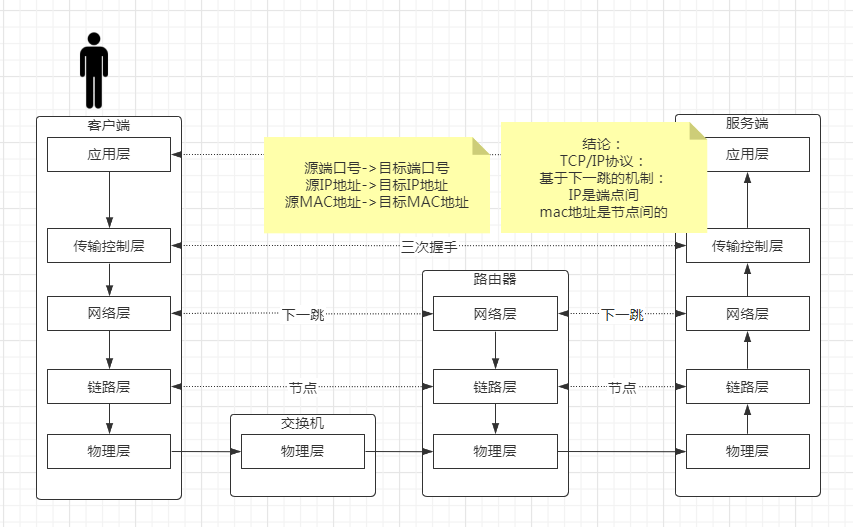 客户端
应用层
传输控制层
网络层
链路层
物理层
源端口号->目标端口号
源IP地址->目标IP地址
源MAC地址->目标MAC地址
结论：
TCP/IP协议：
基于下一跳的机制：
IP是端点间
mac地址是节点间的
三次握手
下一跳
节点
交换机
物理层
路由器
网络层
链路层
物理层
下一跳
节点
服务端
应用层
传输控制层
网络层
链路层
物理层